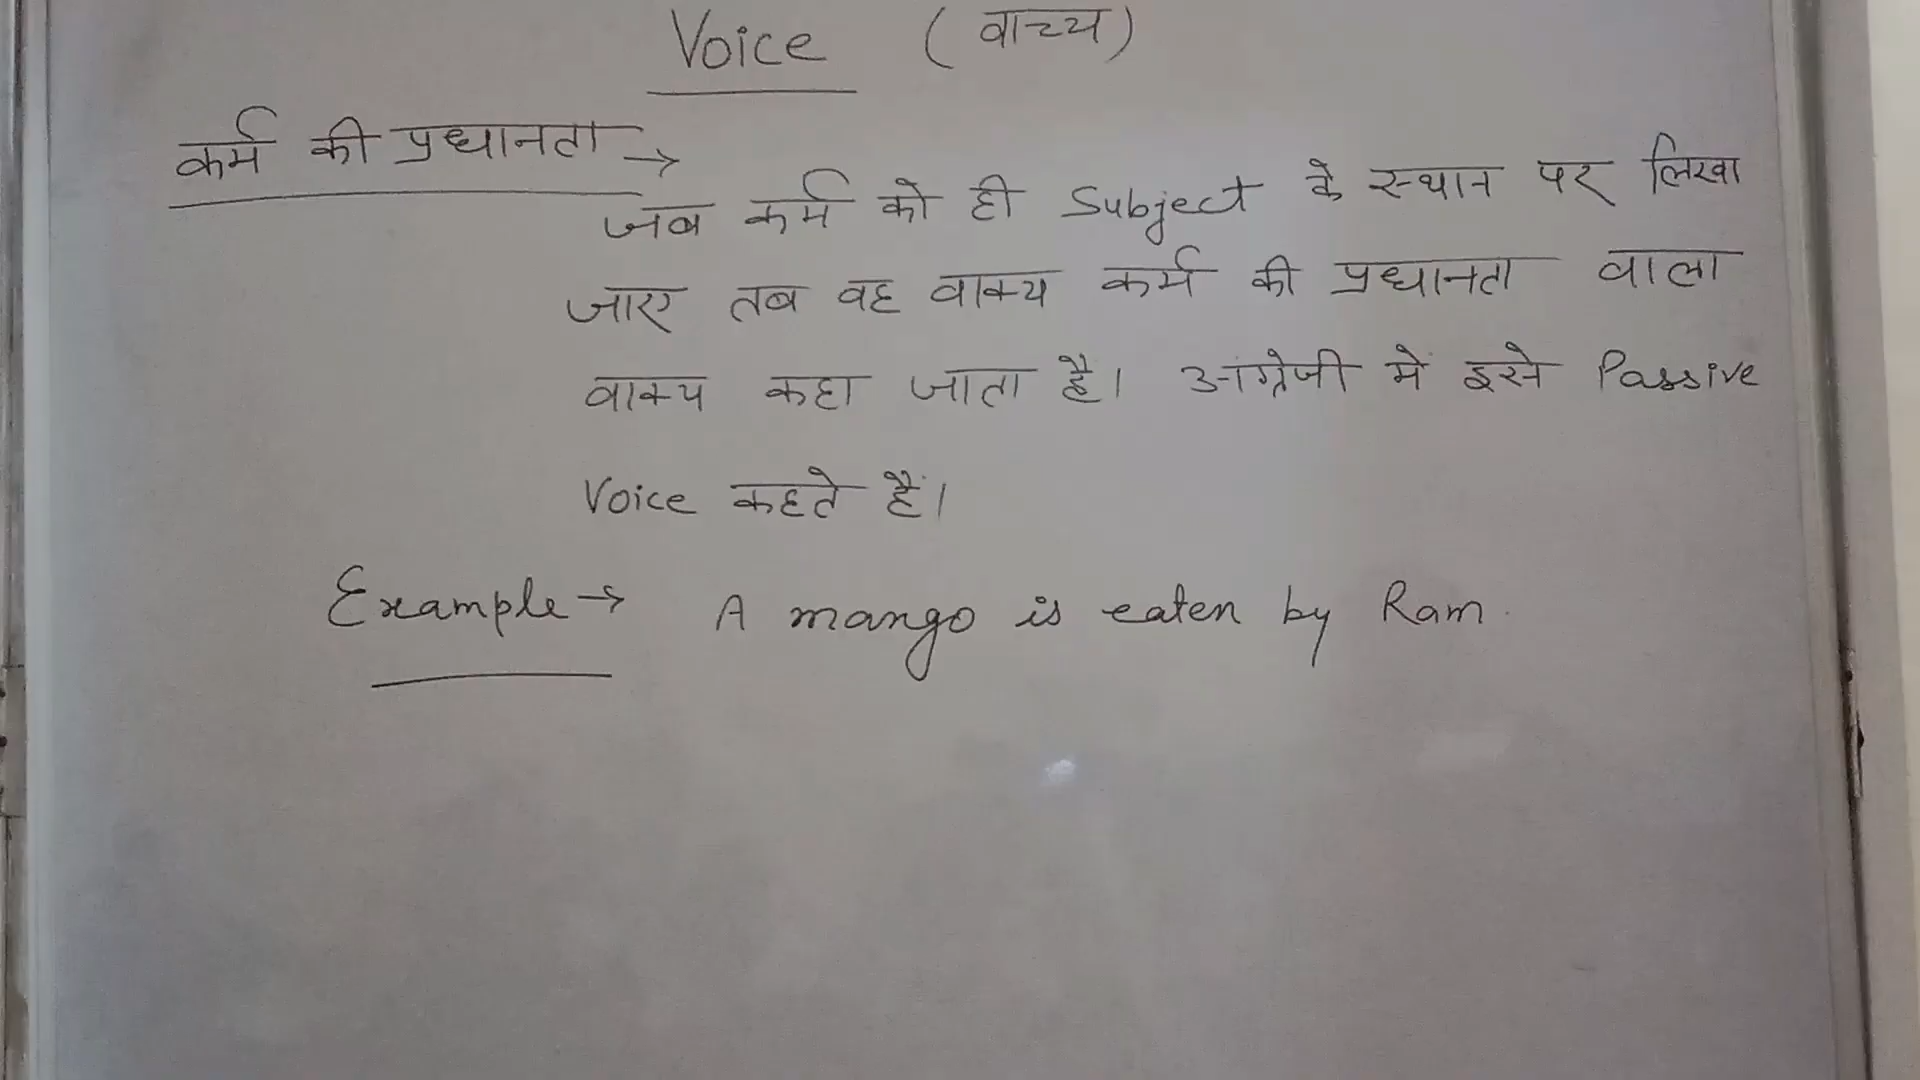 Voice (वाच्य)
कर्म की प्रधानता →
जब कर्म को ही Subject के स्थान पर लिखा
जाए तब वह वाक्य कर्म की प्रधानता वाला
वाक्य कहा जाता है। अंग्रेजी में इसे Passive
Voice कहते हैं।
Example → A mango is eaten by Ram.